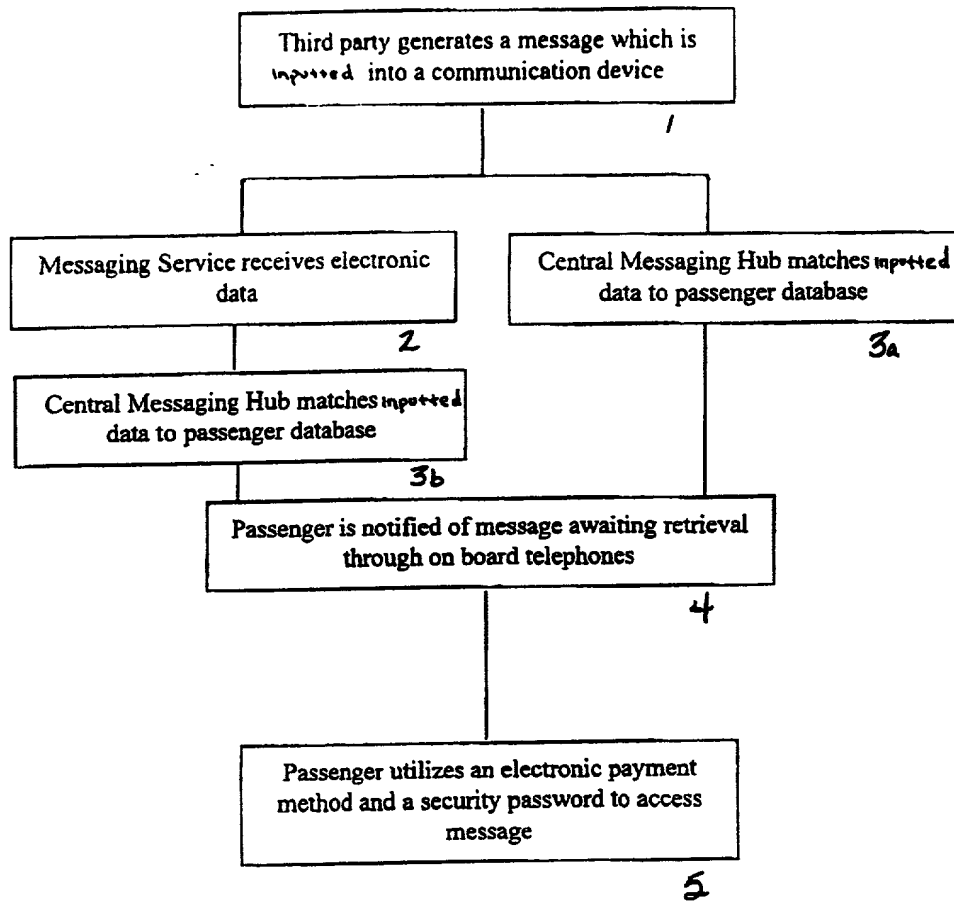 Third party generates a message which is
inputted into a communication device
1
Messaging Service receives electronic
data
2
Central Messaging Hub matches inputted
data to passenger database
3a
Central Messaging Hub matches inputted
data to passenger database
3b
Passenger is notified of message awaiting retrieval
through on board telephones
4
Passenger utilizes an electronic payment
method and a security password to access
message
5